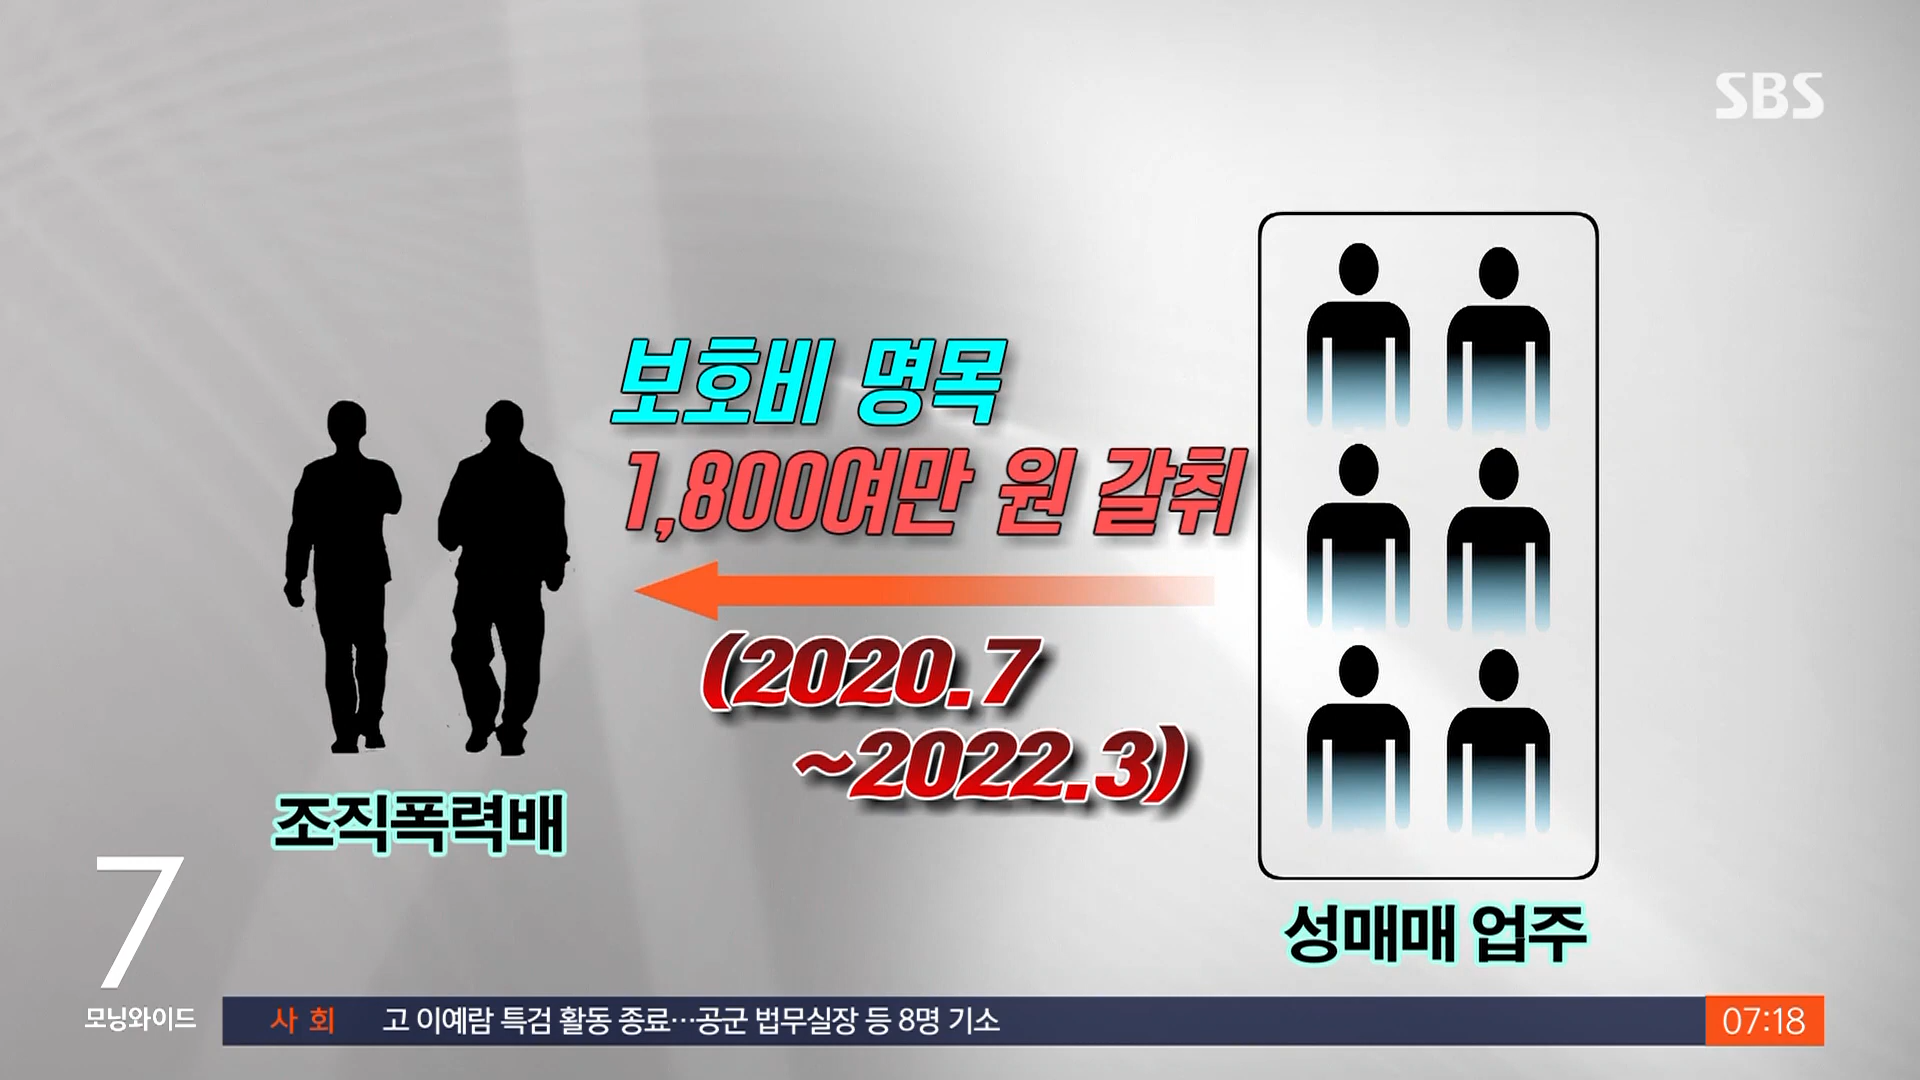 SBS
보호비 명목
1,800여만 원 갈취
(2020.7
~2022.3)
조직폭력배
성매매 업주
7
모닝와이드
사 회 고 이예람 특검 활동 종료…공군 법무실장 등 8명 기소 07:18